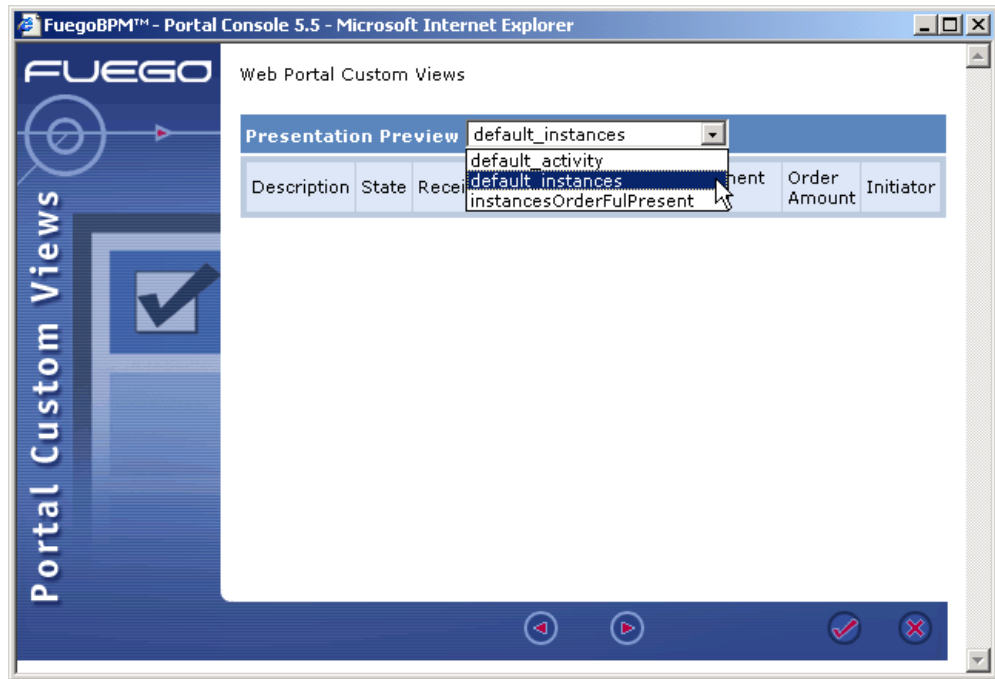 FuegoBPM™ - Portal Console 5.5 - Microsoft Internet Explorer
FUEGO
Portal Custom Views
Web Portal Custom Views
Presentation Preview default_instances
default_activity
default_instances
instancesOrderFulPresent
Description State Order Amount Initiator